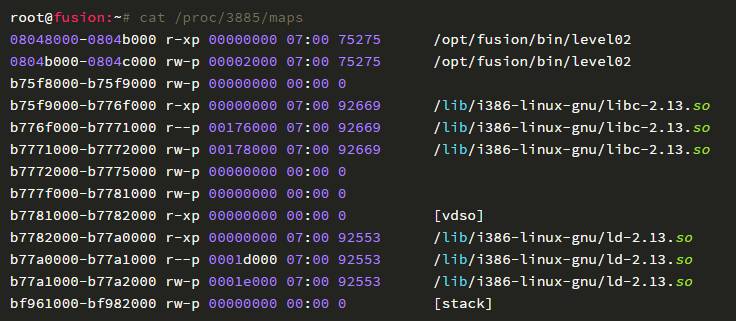 root@fusion:~# cat /proc/3885/maps
08048000-0804b000 r-xp 00000000 07:00 75275      /opt/fusion/bin/level02
0804b000-0804c000 rw-p 00002000 07:00 75275      /opt/fusion/bin/level02
b75f8000-b75f9000 rw-p 00000000 00:00 0
b75f9000-b776f000 r-xp 00000000 07:00 92669      /lib/i386-linux-gnu/libc-2.13.so
b776f000-b7771000 r--p 00176000 07:00 92669      /lib/i386-linux-gnu/libc-2.13.so
b7771000-b7772000 rw-p 00178000 07:00 92669      /lib/i386-linux-gnu/libc-2.13.so
b7772000-b7775000 rw-p 00000000 00:00 0
b777f000-b7781000 rw-p 00000000 00:00 0
b7781000-b7782000 r-xp 00000000 00:00 0          [vdso]
b7782000-b77a0000 r-xp 00000000 07:00 92553      /lib/i386-linux-gnu/ld-2.13.so
b77a0000-b77a1000 r--p 0001d000 07:00 92553      /lib/i386-linux-gnu/ld-2.13.so
b77a1000-b77a2000 rw-p 0001e000 07:00 92553      /lib/i386-linux-gnu/ld-2.13.so
bf961000-bf982000 rw-p 00000000 00:00 0          [stack]